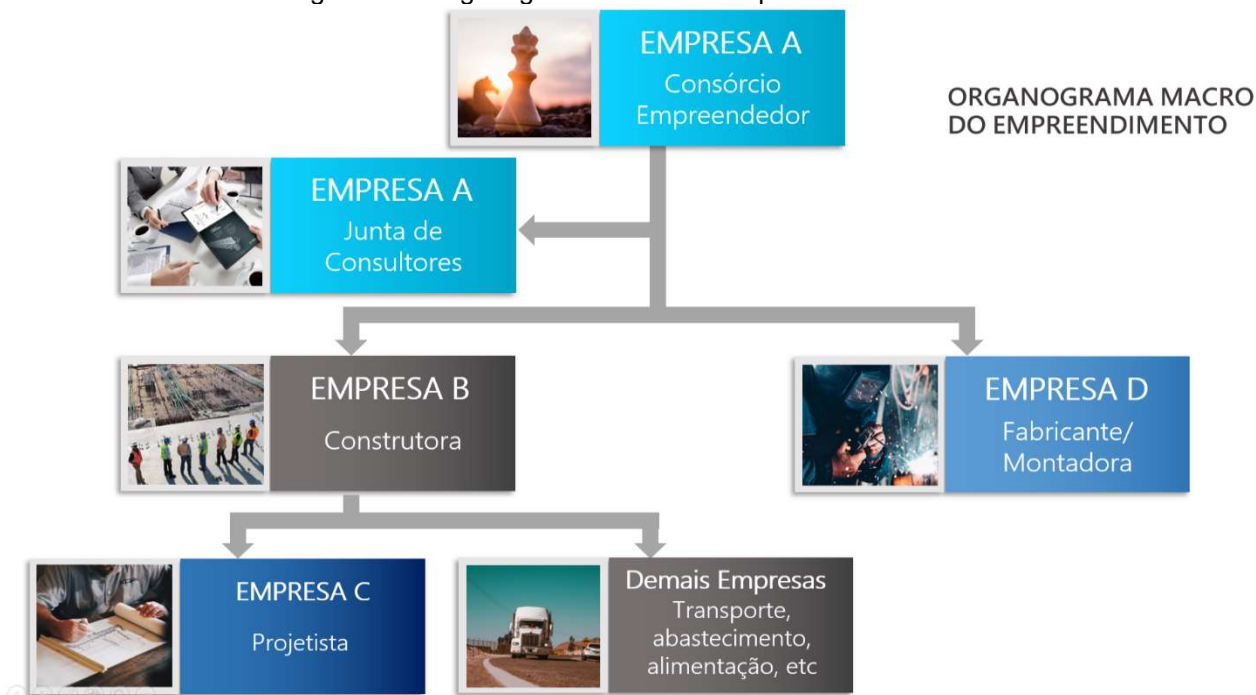 EMPRESA A
Consórcio
Empreendedor
ORGANOGRAMA MACRO
DO EMPREENDIMENTO
EMPRESA A
Junta de
Consultores
EMPRESA B
Construtora
EMPRESA D
Fabricante/
Montadora
EMPRESA C
Projetista
Demais Empresas
Transporte,
abastecimento,
alimentação, etc